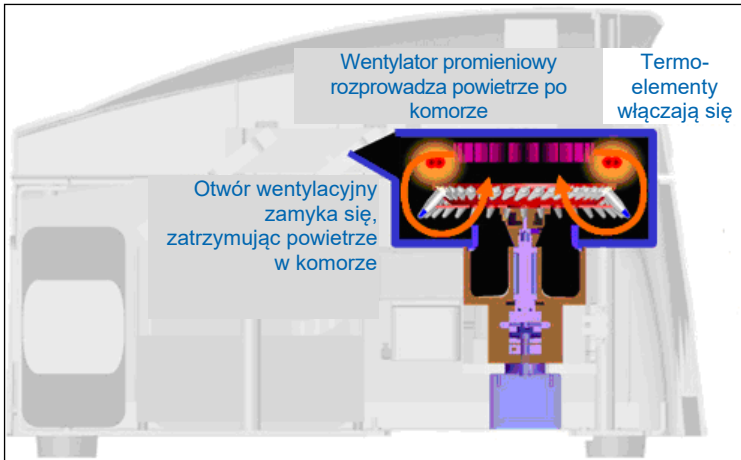 Wentylator promieniowy
rozprowadza powietrze po
komorze
Termo-
elementy
włączają się
Otwór wentylacyjny
zamyka się,
zatrzymując powietrze
w komorze